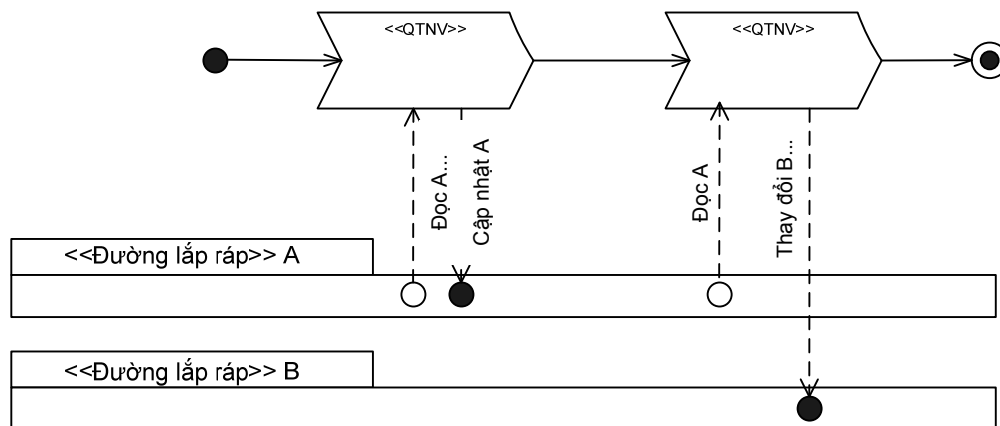 <<QTNV>>
<<QTNV>>
Đọc A...
Cập nhật A
Đọc A
Thay đổi B...
<<Đường lắp ráp>> A
<<Đường lắp ráp>> B